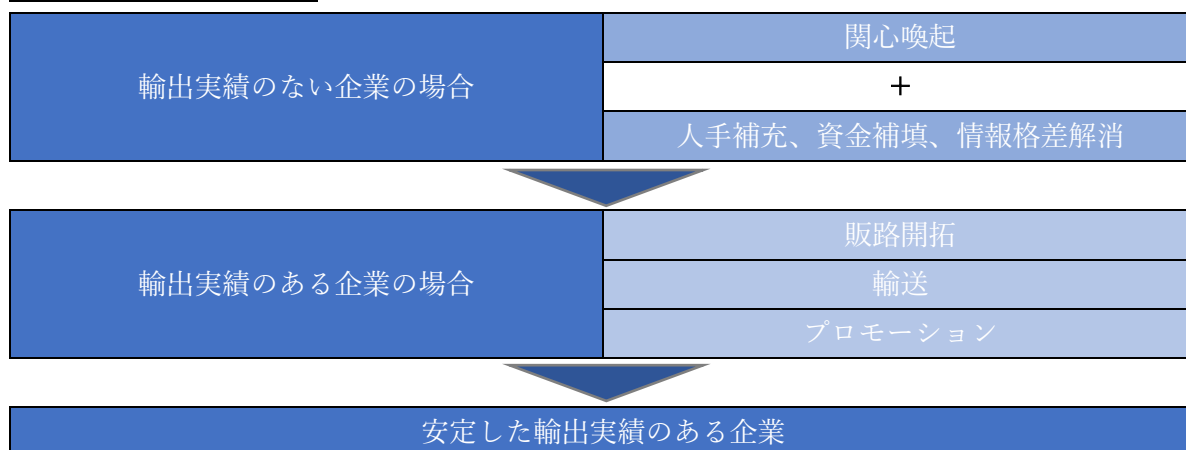 関心喚起
輸出実績のない企業の場合
＋
人手補充、資金補填、情報格差解消
販路開拓
輸出実績のある企業の場合
輸送
プロモーション
安定した輸出実績のある企業